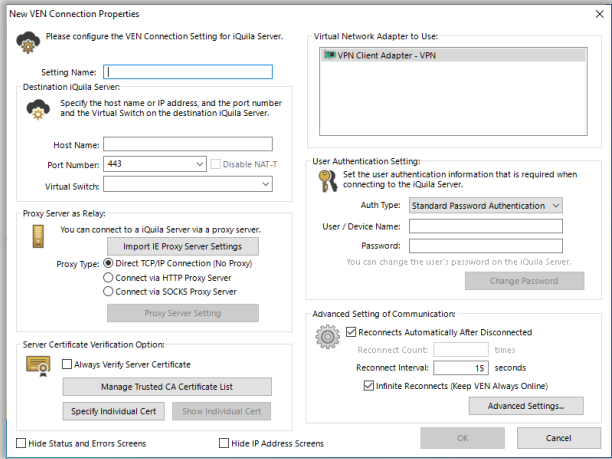 New VEN Connection Properties
Please configure the VEN Connection Setting for iQuila Server.
Setting Name:
Destination iQuila Server:
Specify the host name or IP address, and the port number
and the Virtual Switch on the destination iQuila Server.
Host Name:
Port Number: 443 Disable NAT-T
Virtual Switch:
Proxy Server as Relay:
You can connect to a iQuila Server via a proxy server.
Import IE Proxy Server Settings
Proxy Type: Direct TCP/IP Connection (No Proxy)
Connect via HTTP Proxy Server
Connect via SOCKS Proxy Server
Proxy Server Setting
Server Certificate Verification Option:
Always Verify Server Certificate
Manage Trusted CA Certificate List
Specify Individual Cert Show Individual Cert
Hide Status and Errors Screens Hide IP Address Screens
Virtual Network Adapter to Use:
VPN Client Adapter - VPN
User Authentication Setting:
Set the user authentication information that is required when
connecting to the iQuila Server.
Auth Type: Standard Password Authentication
User / Device Name:
Password:
You can change the user's password on the iQuila Server.
Change Password
Advanced Setting of Communication:
Reconnects Automatically After Disconnected
Reconnect Count: times
Reconnect Interval: 15 seconds
Infinite Reconnects (Keep VEN Always Online)
Advanced Settings...
OK Cancel